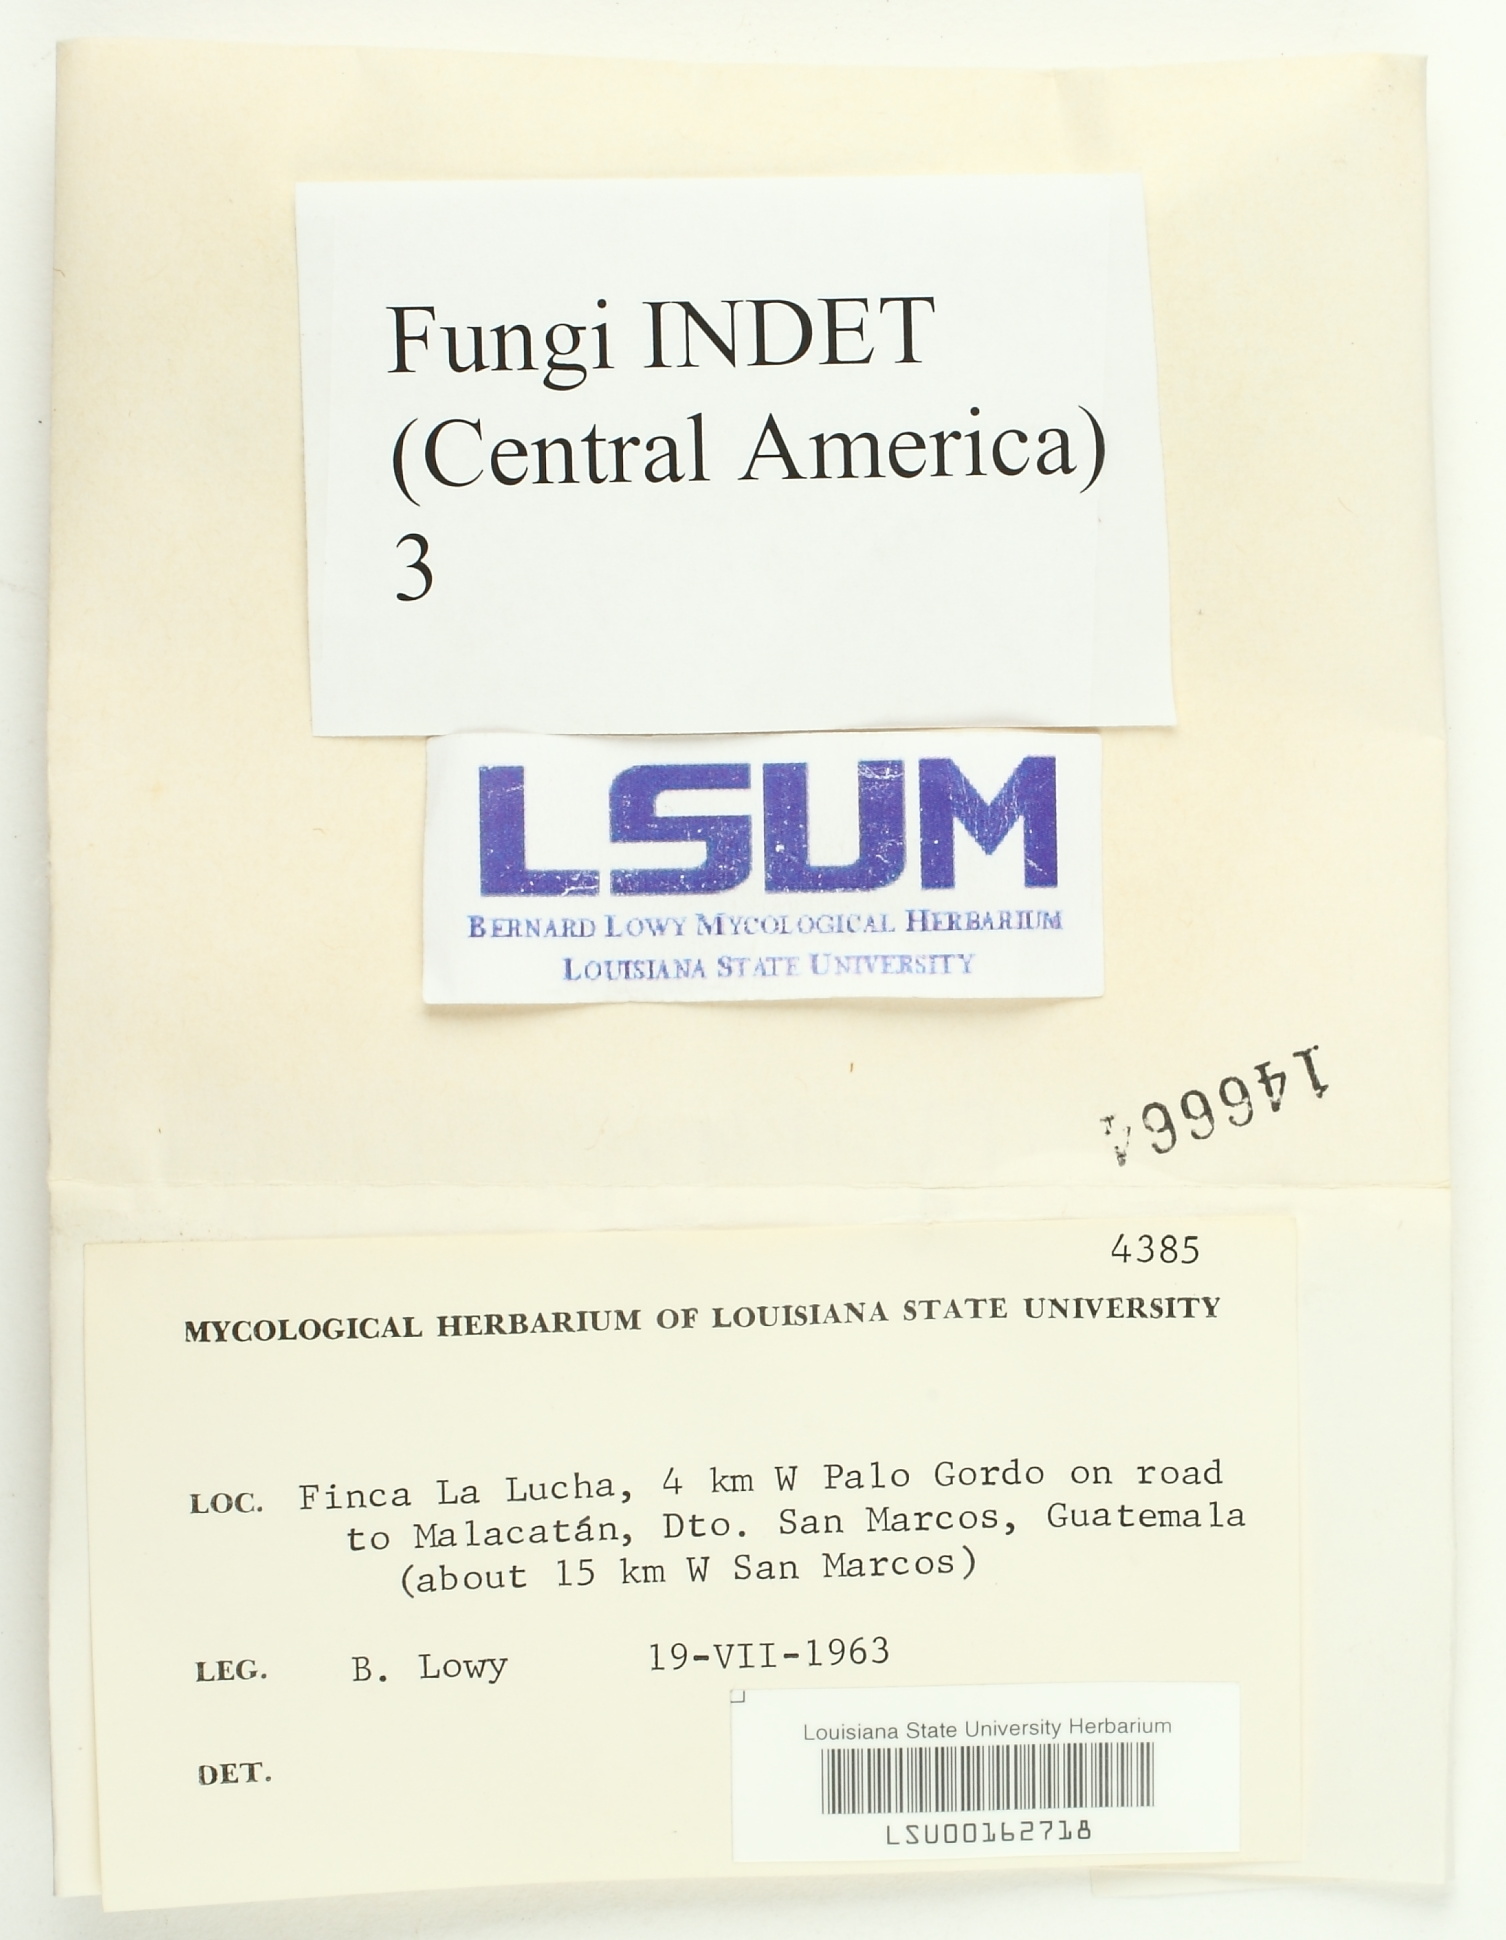 Fungi INDET
(Central America)
3
LSUM
BERNARD LOWY MYCOLOGICAL HERBARIUM
LOUISIANA STATE UNIVERSITY
4385
MYCOLOGICAL HERBARIUM OF LOUISIANA STATE UNIVERSITY
LOC. Finca La Lucha, 4 km W Palo Gordo on road
to Malacatán, Dto. San Marcos, Guatemala
(about 15 km W San Marcos)
LEG. B. Lowy 19-VII-1963
DET.
Louisiana State University Herbarium
LSU00162718